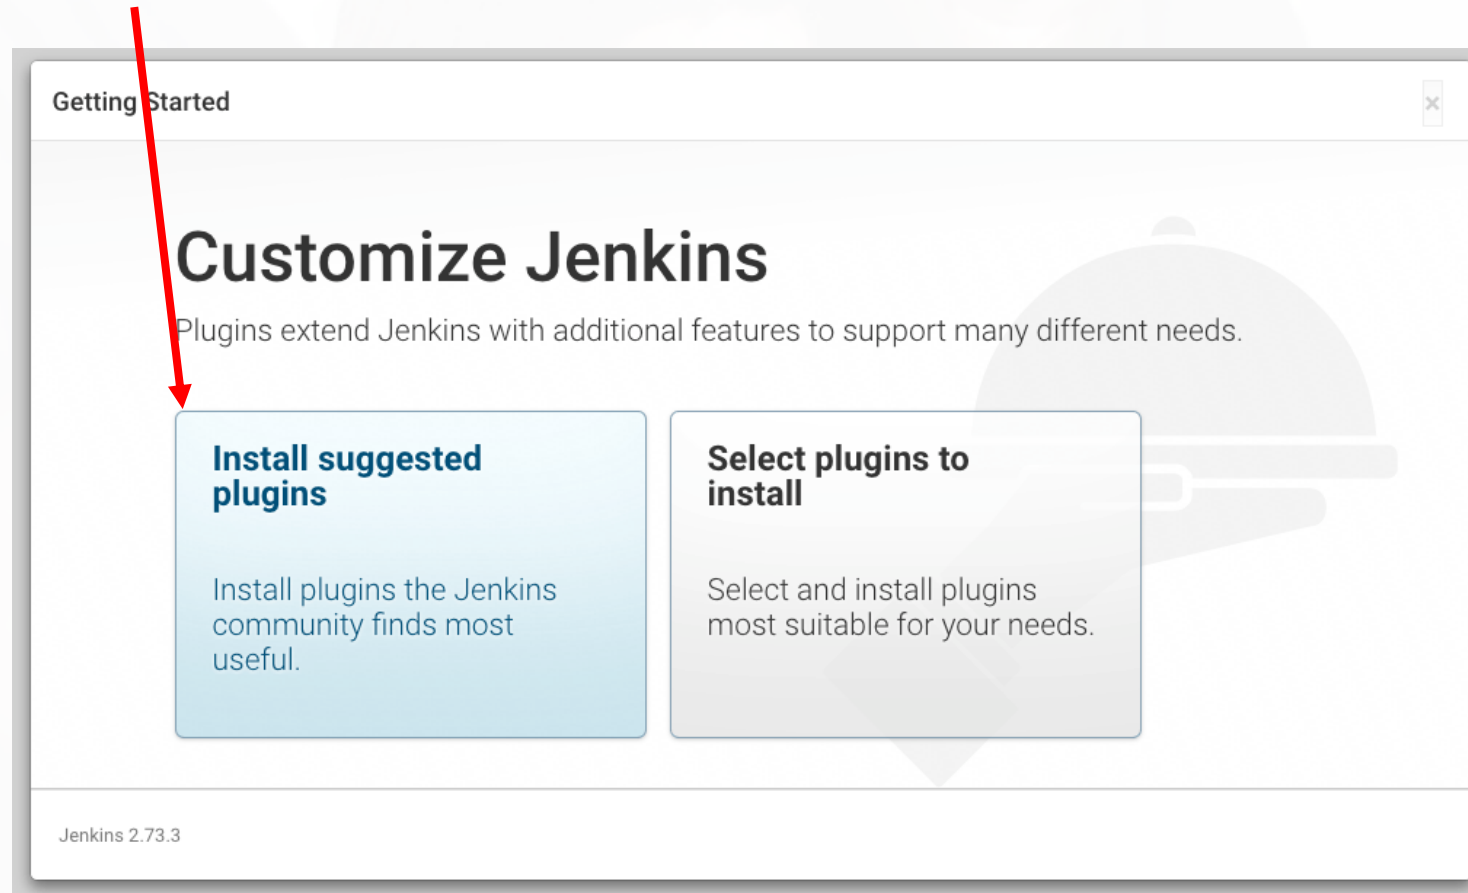 Getting Started
×
Customize Jenkins
Plugins extend Jenkins with additional features to support many different needs.
Install suggested
plugins
Install plugins the Jenkins
community finds most
useful.
Select plugins to
install
Select and install plugins
most suitable for your needs.
Jenkins 2.73.3